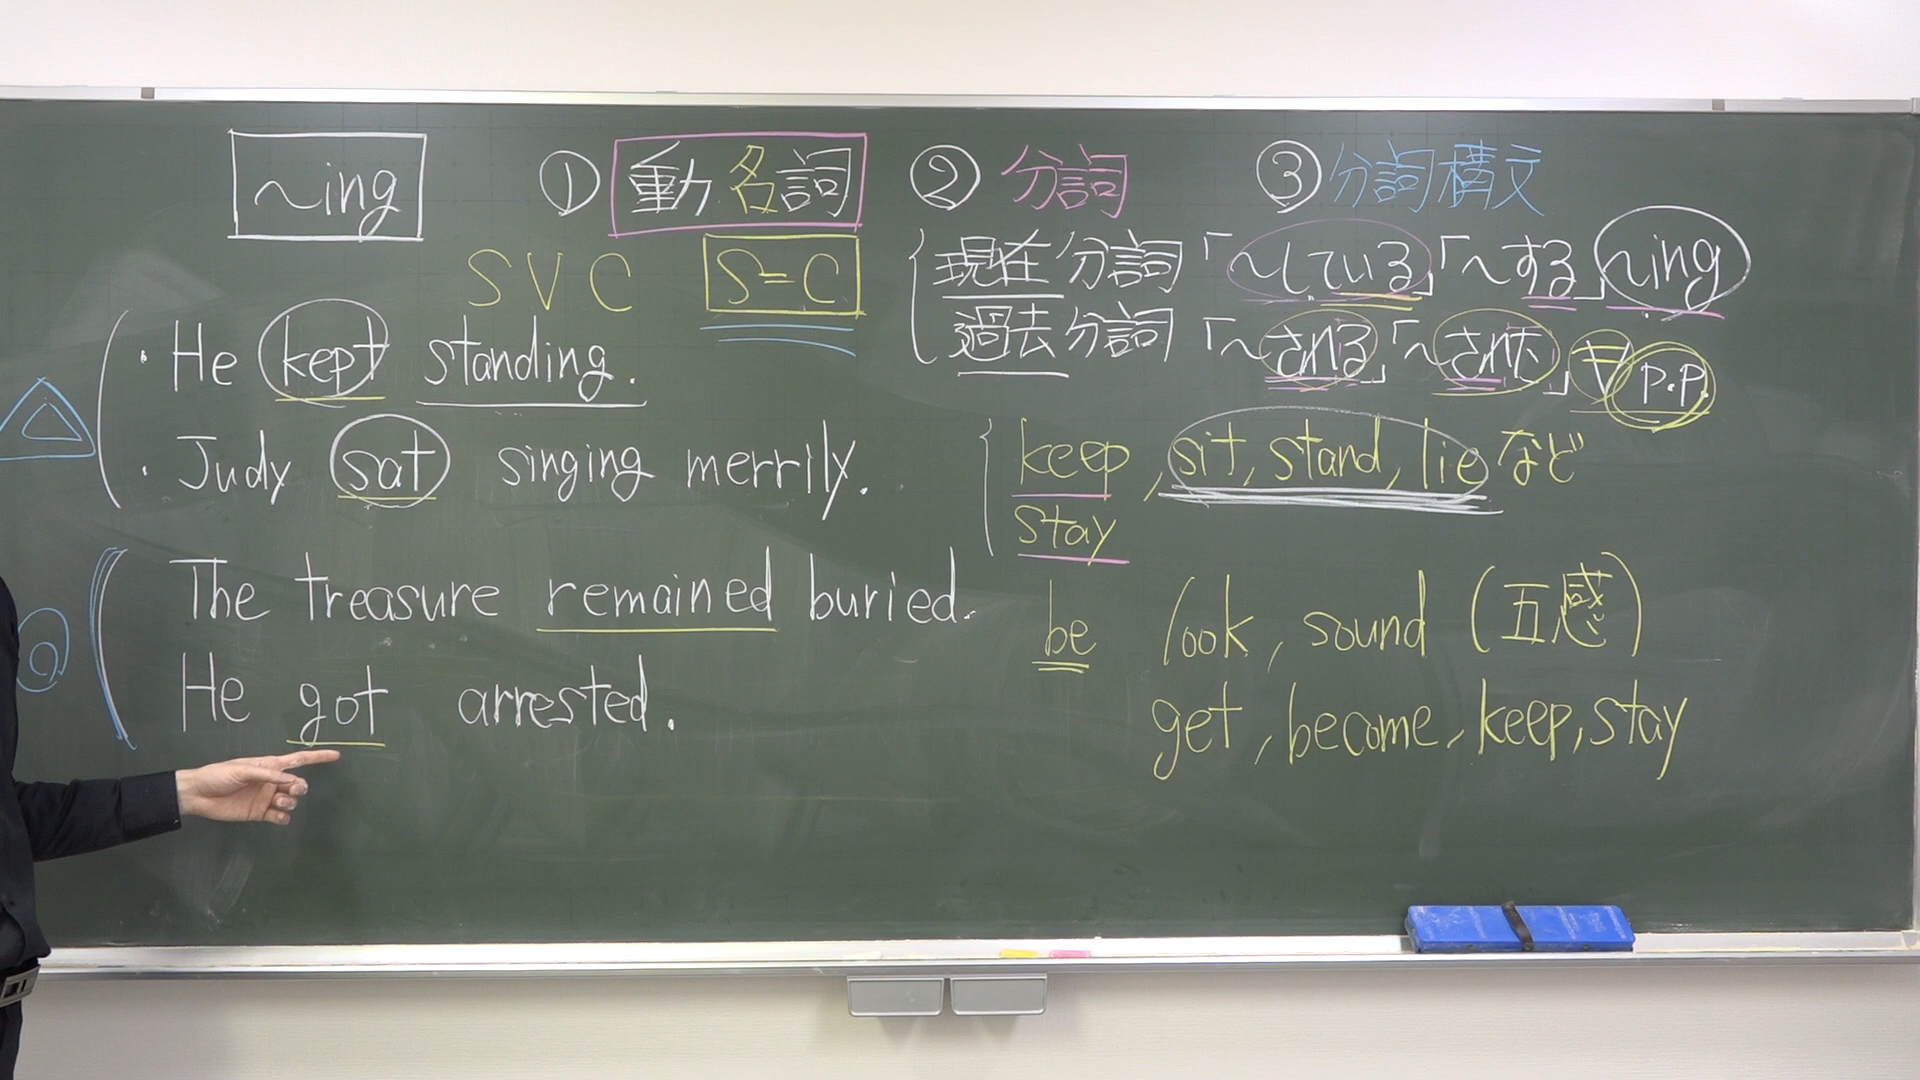 ~ing ① 動名詞 ② 分詞 ③ 分詞構文
SVC S=C
現在分詞「~している」「~する」~ing
過去分詞「~される」「~された」 p.p.
・He kept standing.
・Judy sat singing merrily.
The treasure remained buried.
He got arrested.
keep, sit, stand, lie など
stay
be look, sound (五感)
get, become, keep, stay